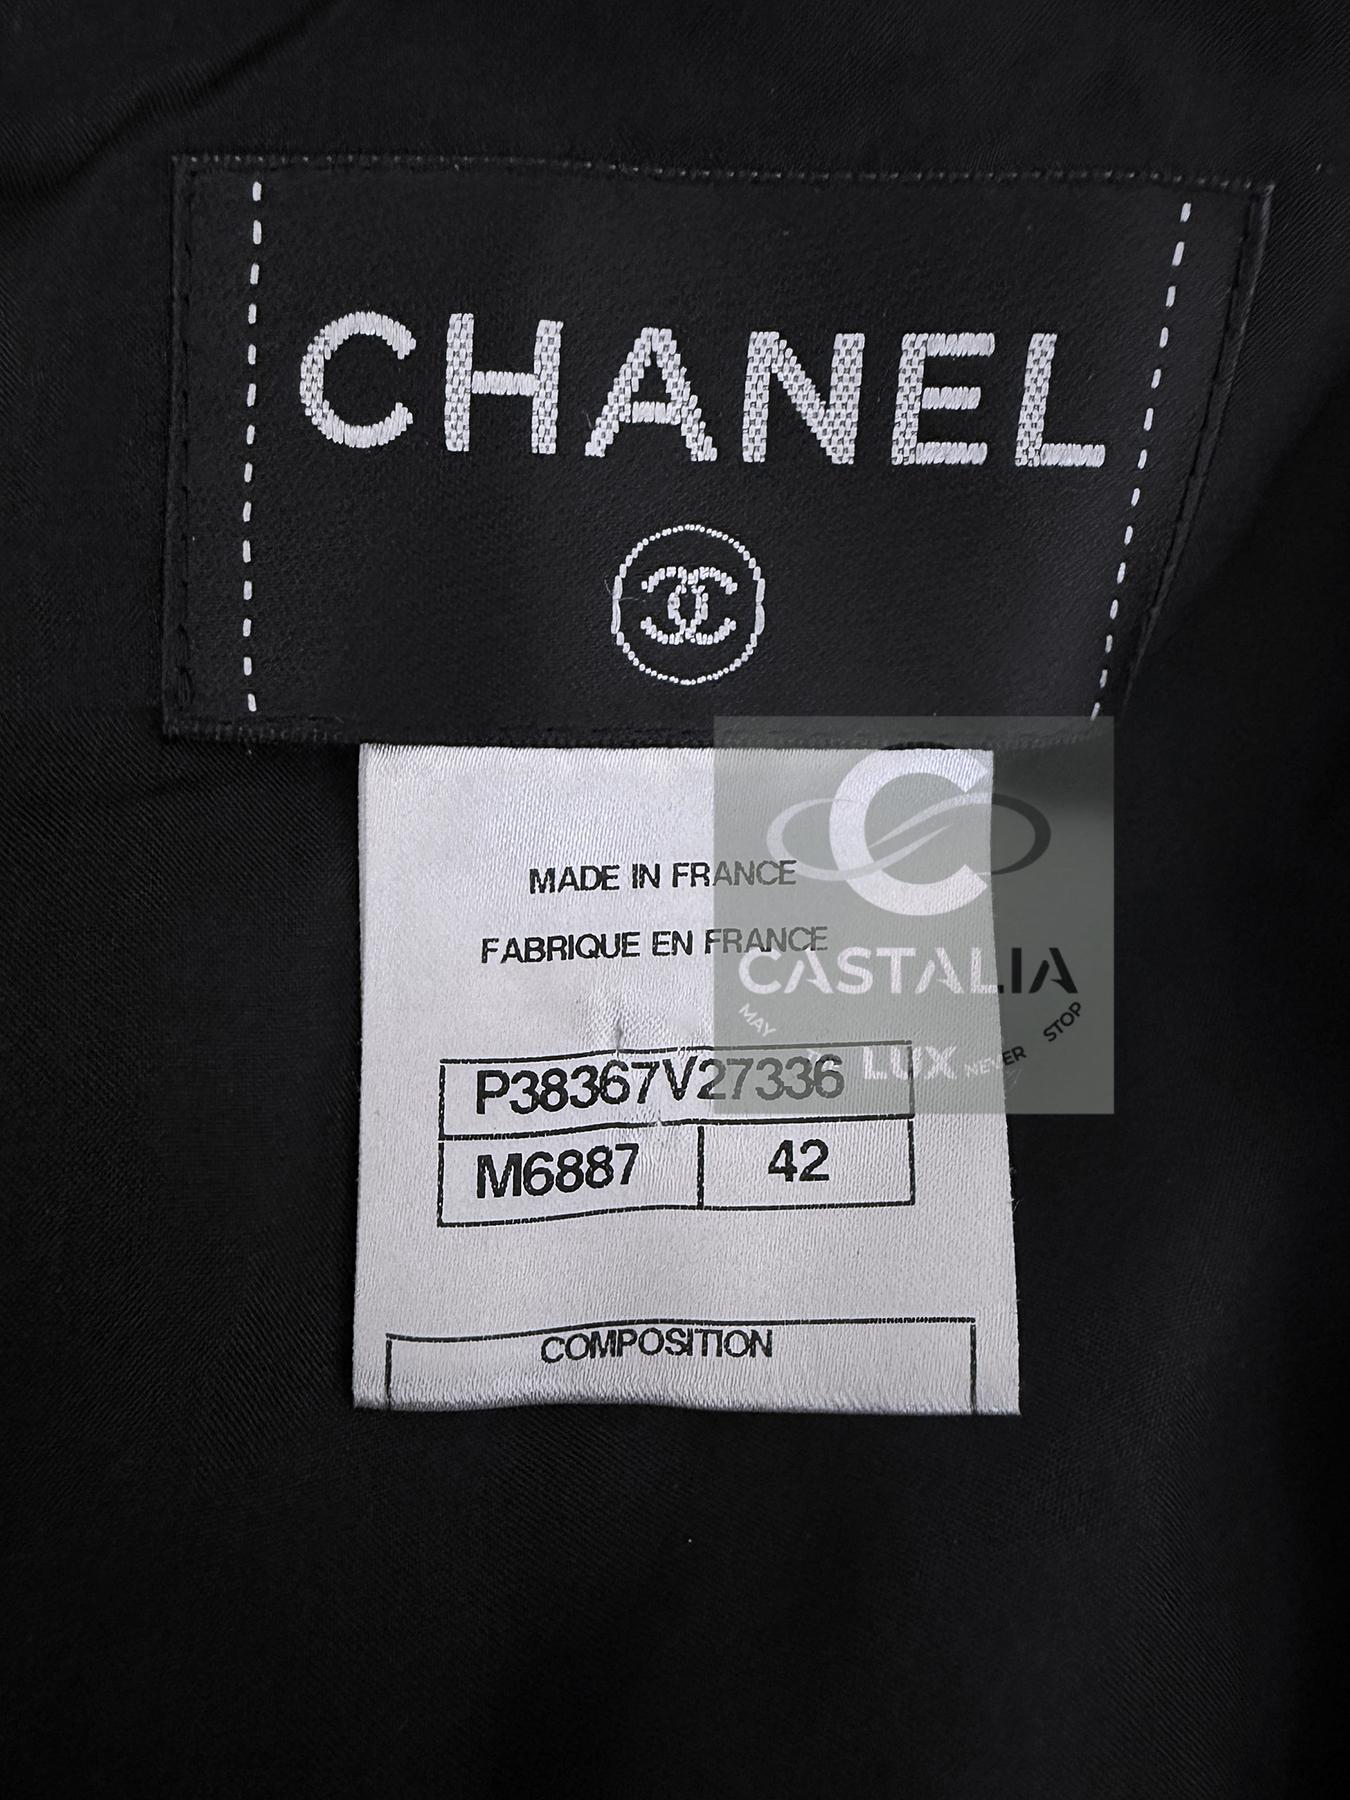 CHANEL
MADE IN FRANCE
FABRIQUE EN FRANCE
CASTALIA
MAY LUX NEVER STOP
P38367V27336
M6887 42
COMPOSITION